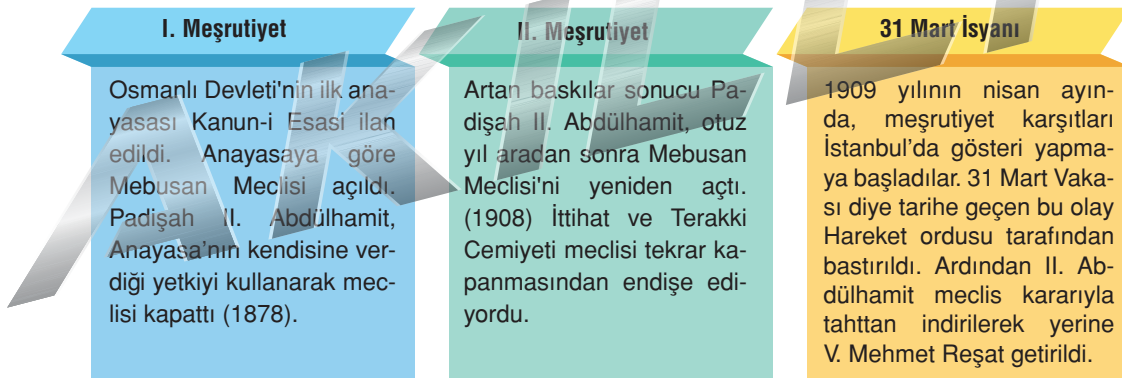 I. Meşrutiyet
Osmanlı Devleti'nin ilk ana-
yasası Kanun-i Esasi ilan
edildi. Anayasaya göre
Mebusan Meclisi açıldı.
Padişah II. Abdülhamit,
Anayasa'nın kendisine ver-
diği yetkiyi kullanarak mec-
lisi kapattı (1878).
II. Meşrutiyet
Artan baskılar sonucu Pa-
dişah II. Abdülhamit, otuz
yıl aradan sonra Mebusan
Meclisi'ni yeniden açtı.
(1908) İttihat ve Terakki
Cemiyeti meclisi tekrar ka-
panmasından endişe edi-
yordu.
31 Mart İsyanı
1909 yılının nisan ayın-
da, meşrutiyet karşıtları
İstanbul'da gösteri yapma-
ya başladılar. 31 Mart Vaka-
sı diye tarihe geçen bu olay
Hareket ordusu tarafından
bastırıldı. Ardından II. Ab-
dülhamit meclis kararıyla
tahttan indirilerek yerine
V. Mehmet Reşat getirildi.